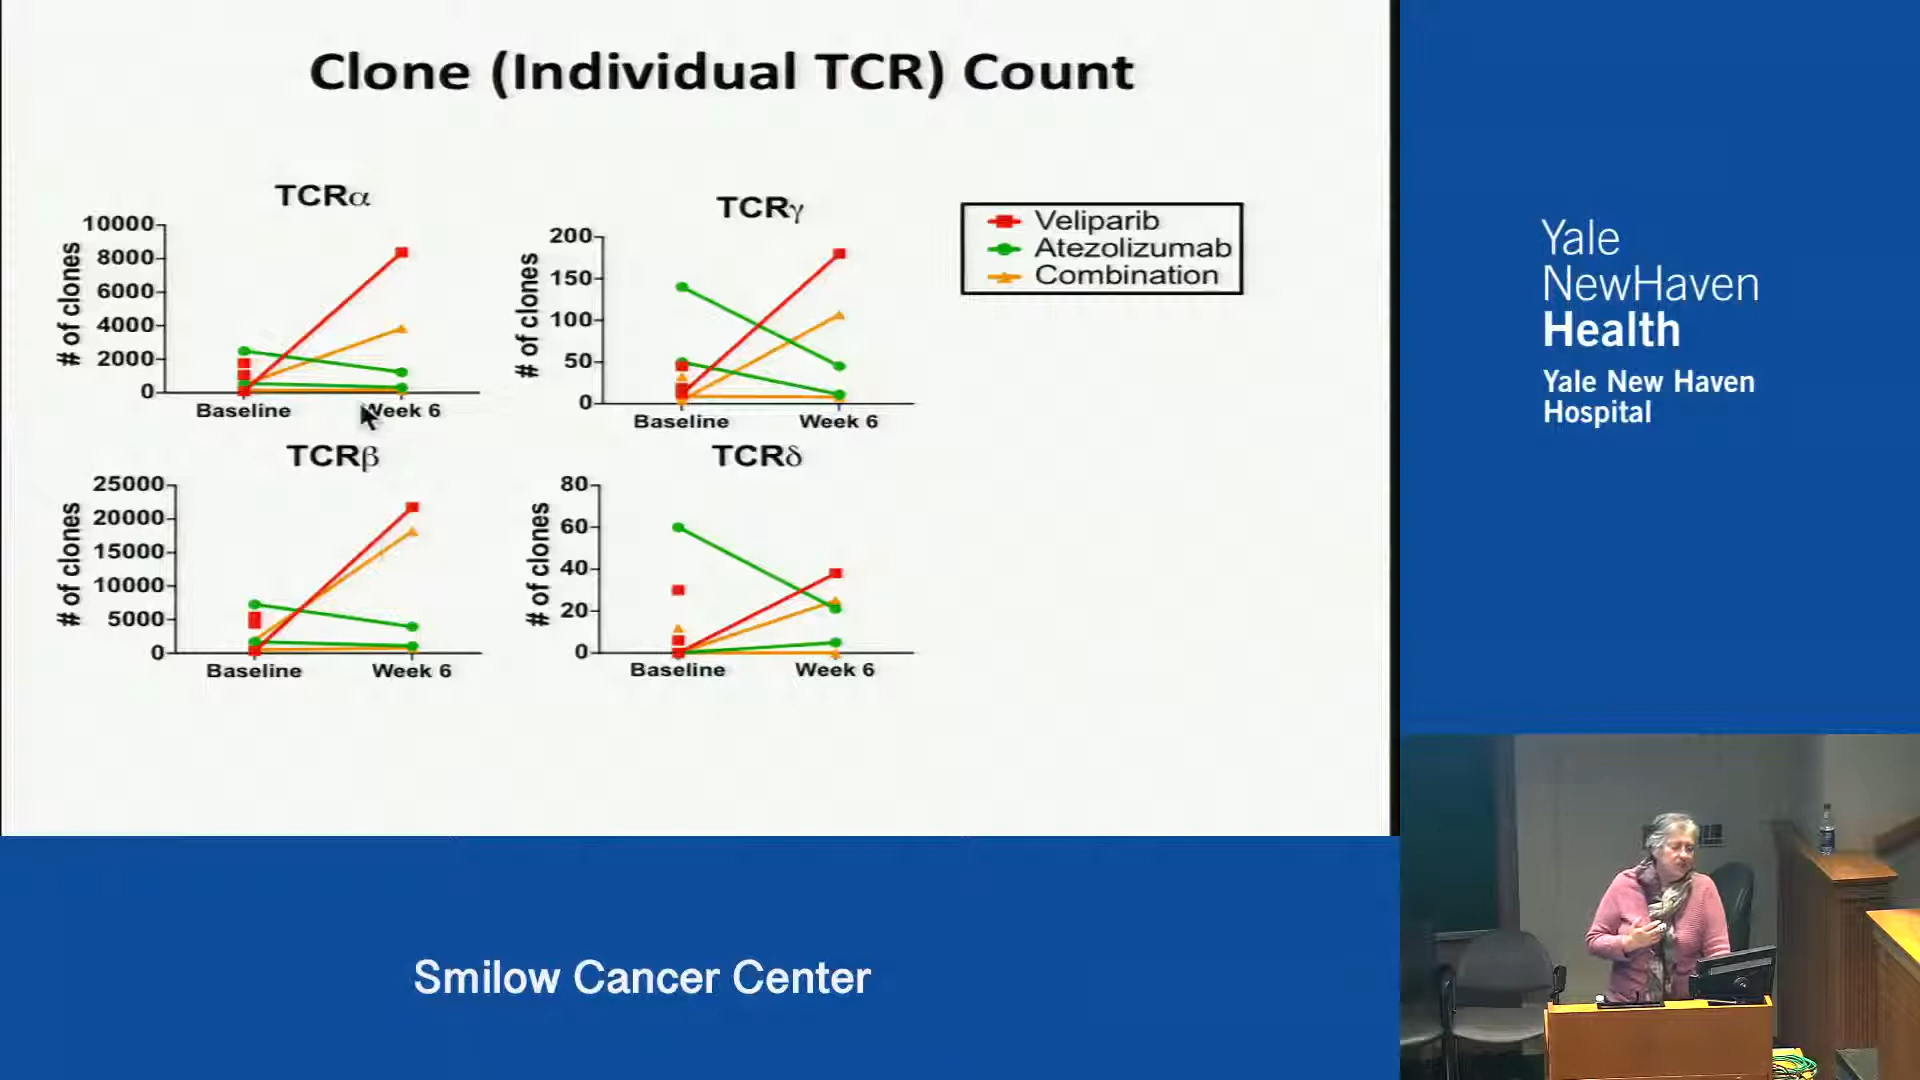 Clone (Individual TCR) Count
TCRα
10000
8000
6000
4000
2000
0
# of clones
Baseline
Week 6
TCRγ
200
150
100
50
0
# of clones
Baseline
Week 6
Veliparib
Atezolizumab
Combination
TCRβ
25000
20000
15000
10000
5000
0
# of clones
Baseline
Week 6
TCRδ
80
60
40
20
0
# of clones
Baseline
Week 6
Yale
NewHaven
Health
Yale New Haven
Hospital
Smilow Cancer Center